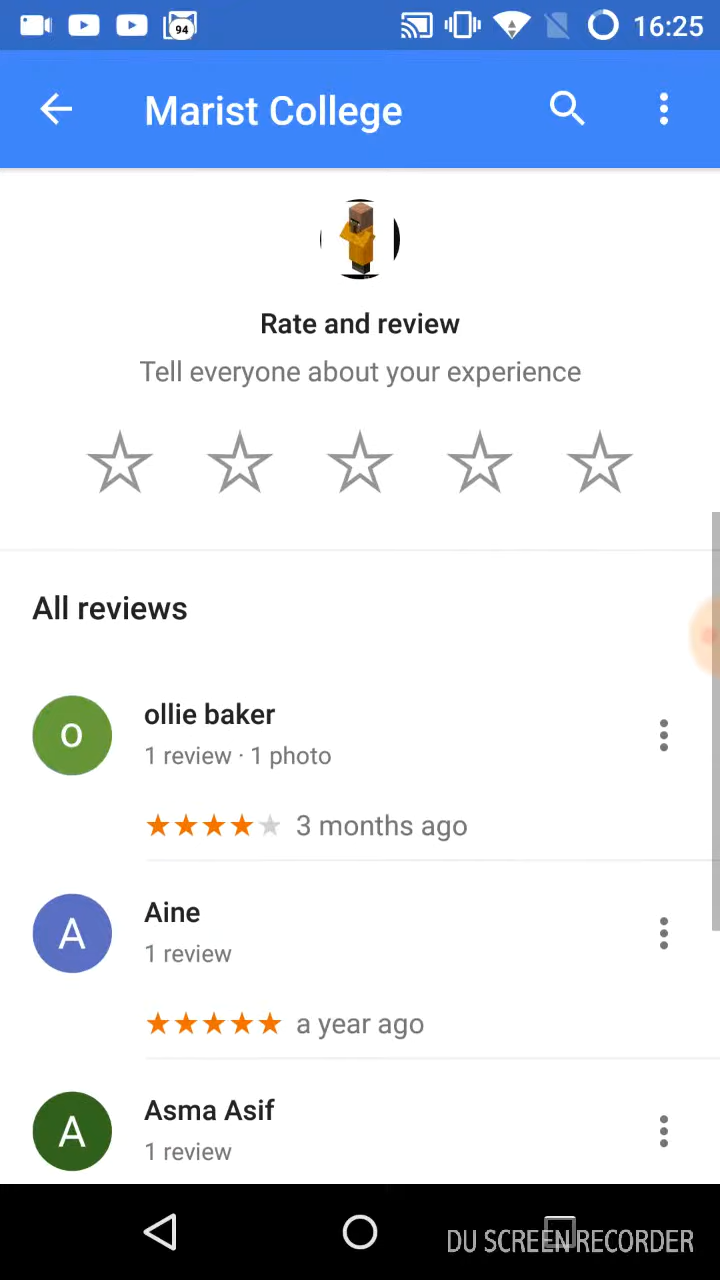 94
16:25
Marist College
Rate and review
Tell everyone about your experience
All reviews
o
ollie baker
1 review · 1 photo
3 months ago
A
Aine
1 review
a year ago
A
Asma Asif
1 review
DU SCREEN RECORDER